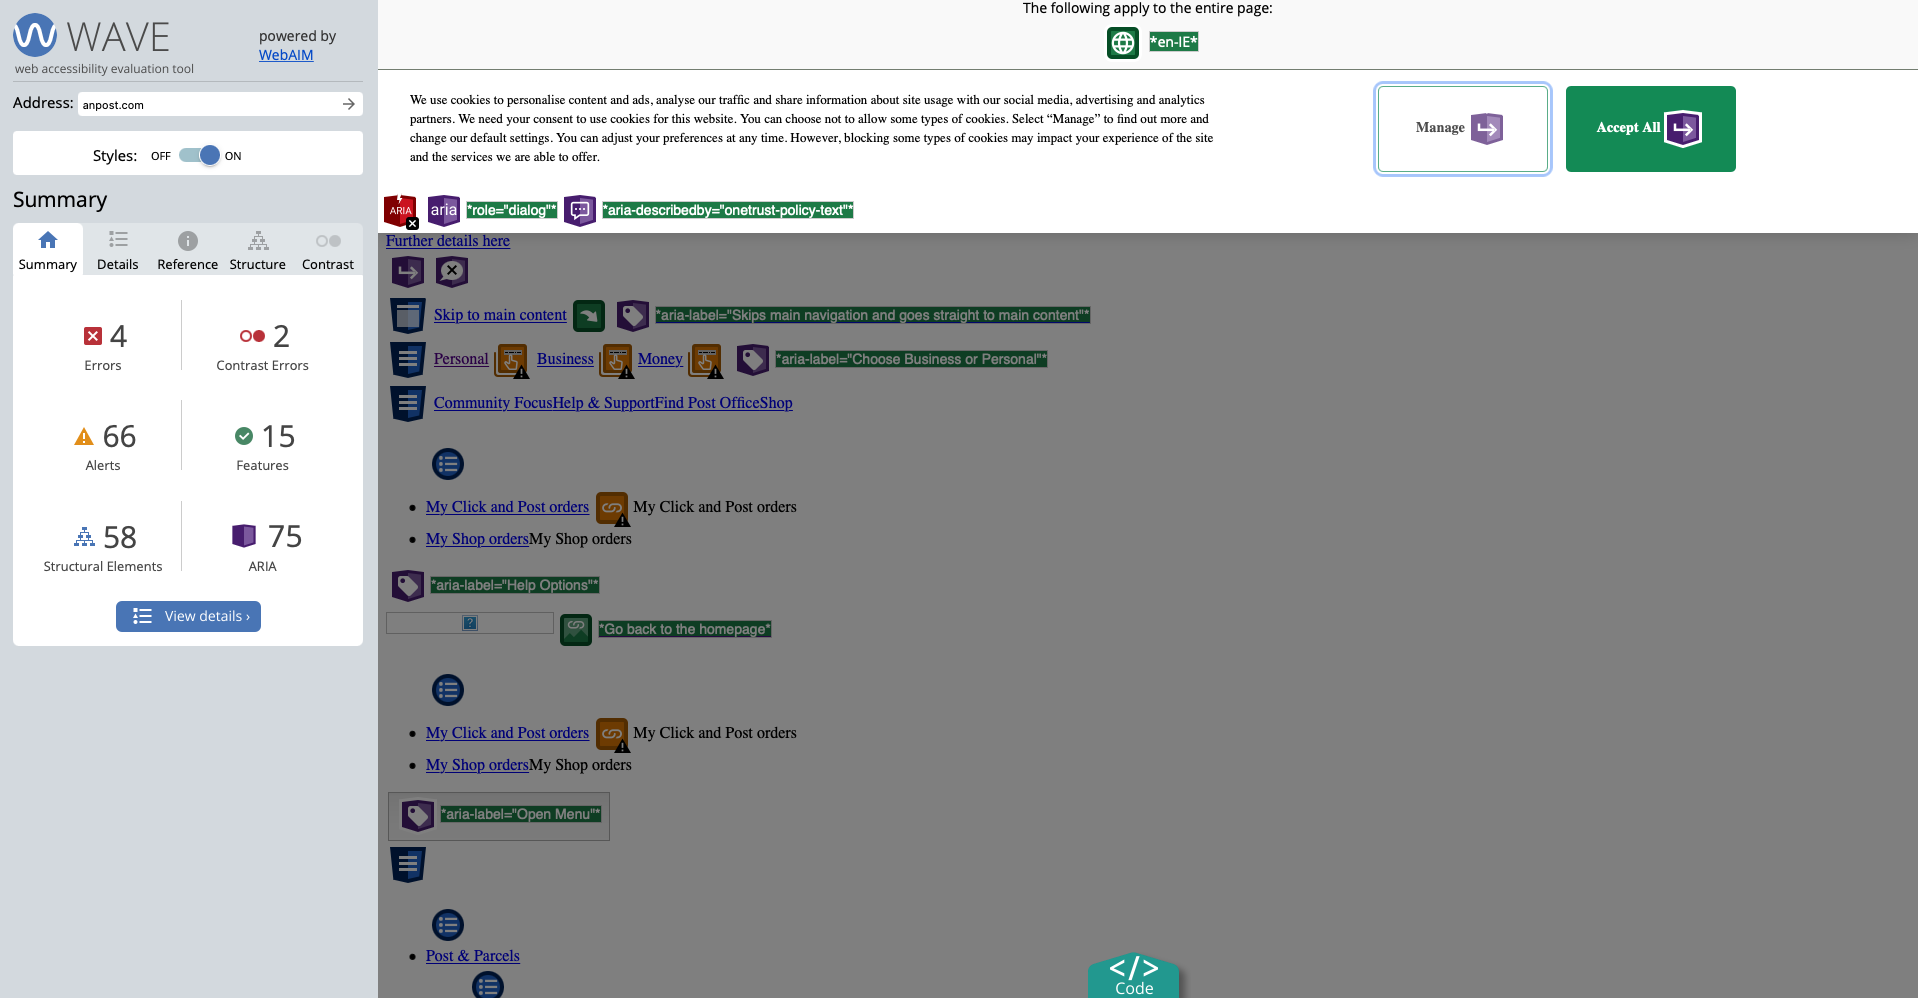 WAVE
powered by
WebAIM
web accessibility evaluation tool
Address: anpost.com
Styles: OFF ON
Summary
Summary Details Reference Structure Contrast
4 2
Errors Contrast Errors
66 15
Alerts Features
58 75
Structural Elements ARIA
View details ›
The following apply to the entire page:
*en-IE*
We use cookies to personalise content and ads, analyse our traffic and share information about site usage with our social media, advertising and analytics
partners. We need your consent to use cookies for this website. You can choose not to allow some types of cookies. Select “Manage” to find out more and
change our default settings. You can adjust your preferences at any time. However, blocking some types of cookies may impact your experience of the site
and the services we are able to offer.
Manage
Accept All
ARIA aria *role="dialog"* *aria-describedby="onetrust-policy-text"*
Further details here
Skip to main content *aria-label="Skips main navigation and goes straight to main content"*
Personal Business Money *aria-label="Choose Business or Personal"*
Community FocusHelp & SupportFind Post OfficeShop
My Click and Post orders My Click and Post orders
My Shop ordersMy Shop orders
*aria-label="Help Options"*
? *Go back to the homepage*
My Click and Post orders My Click and Post orders
My Shop ordersMy Shop orders
*aria-label="Open Menu"*
Post & Parcels
</>
Code